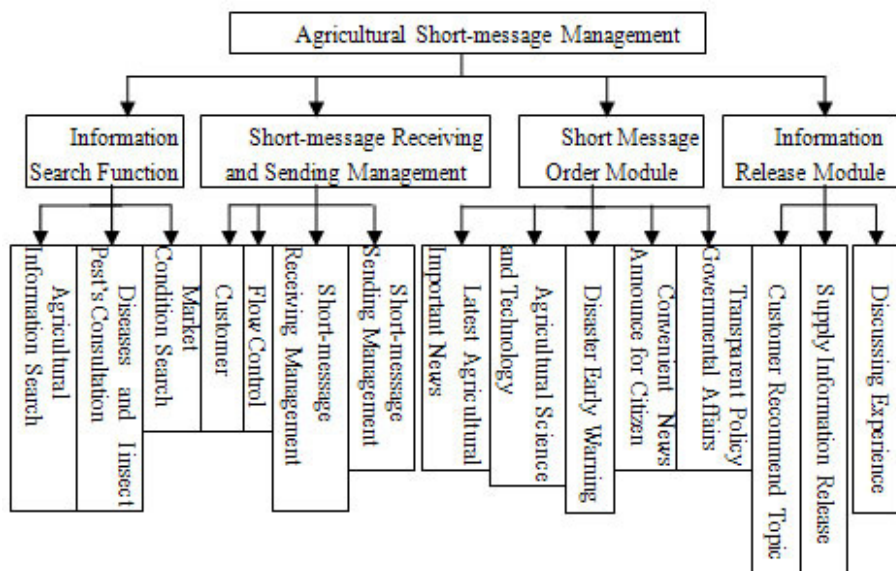 Agricultural Short-message Management
Information
Search Function
Short-message Receiving
and Sending Management
Short Message
Order Module
Information
Release Module
Agricultural
Information Search
Diseases and Iinsect
Pest's Consultation
Market
Condition Search
Customer
Flow Control
Short-message
Receiving Management
Short-message
Sending Management
Latest Agricultural
Important News
Agricultural Science
and Technology
Disaster Early Warning
Convenient News
Announce for Citizen
Transparent Policy
Governmental Affairs
Customer Recommend Topic
Supply Information Release
Discussing Experience